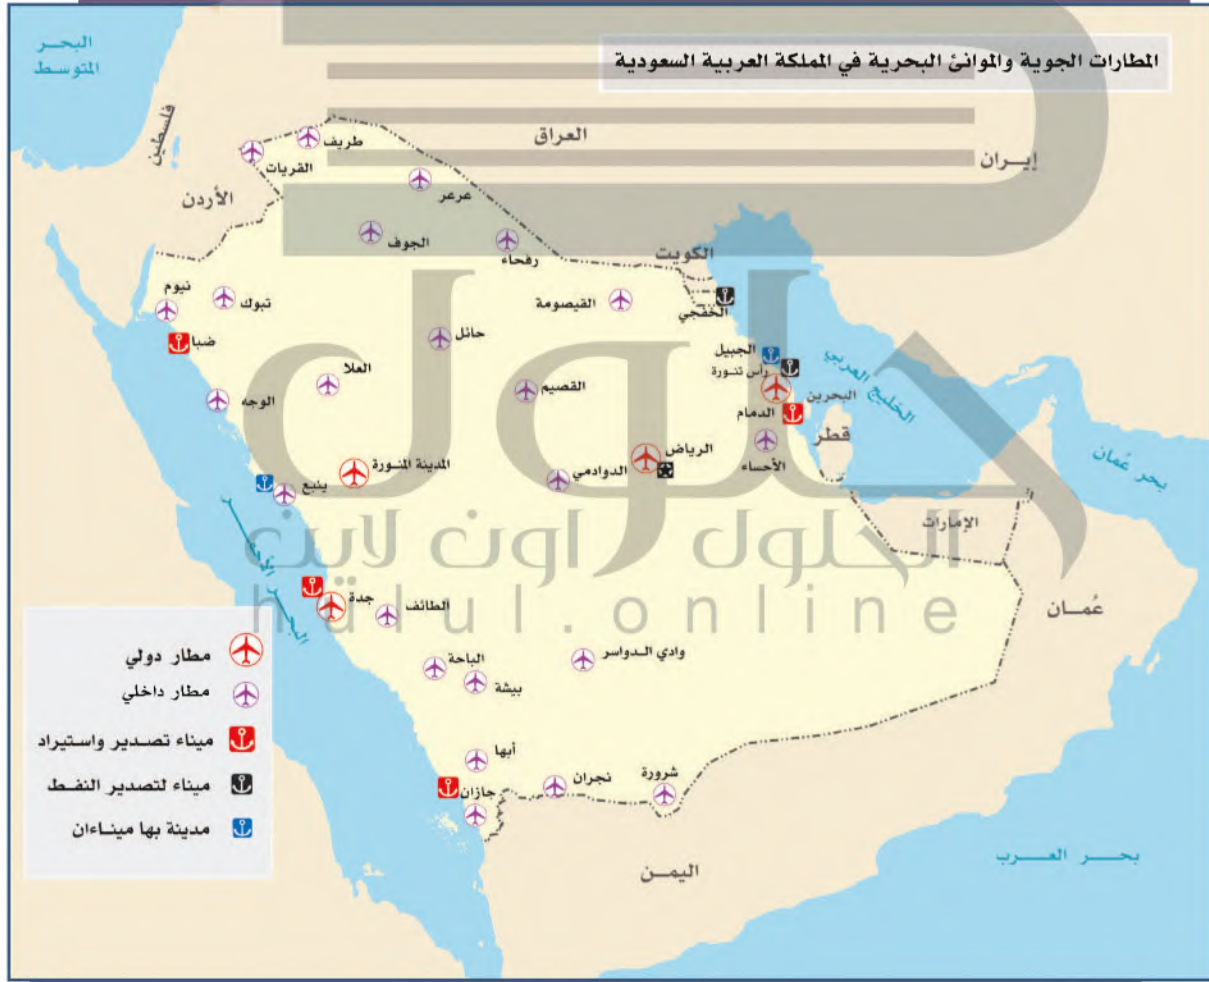 المطارات الجوية والموانئ البحرية في المملكة العربية السعودية
البحر
المتوسط
فلسطين
الأردن
العراق
إيران
الكويت
طريف
القريات
عرعر
الجوف
رفحاء
نيوم
تبوك
القيصومة
الخفجي
ضبا
حائل
الجبيل
رأس تنورة
الخليج العربي
العلا
القصيم
البحرين
الوجه
الدمام
قطر
المدينة المنورة
الرياض
الدوادمي
الأحساء
بحر عُمان
ينبع
الإمارات
البحر الأحمر
الحلول اون لاين
حلول
hulul.online
جدة
الطائف
عُمان
وادي الدواسر
الباحة
بيشة
أبها
جازان
نجران
شرورة
اليمن
بحر العرب
مطار دولي
مطار داخلي
ميناء تصدير واستيراد
ميناء لتصدير النفط
مدينة بها ميناءان